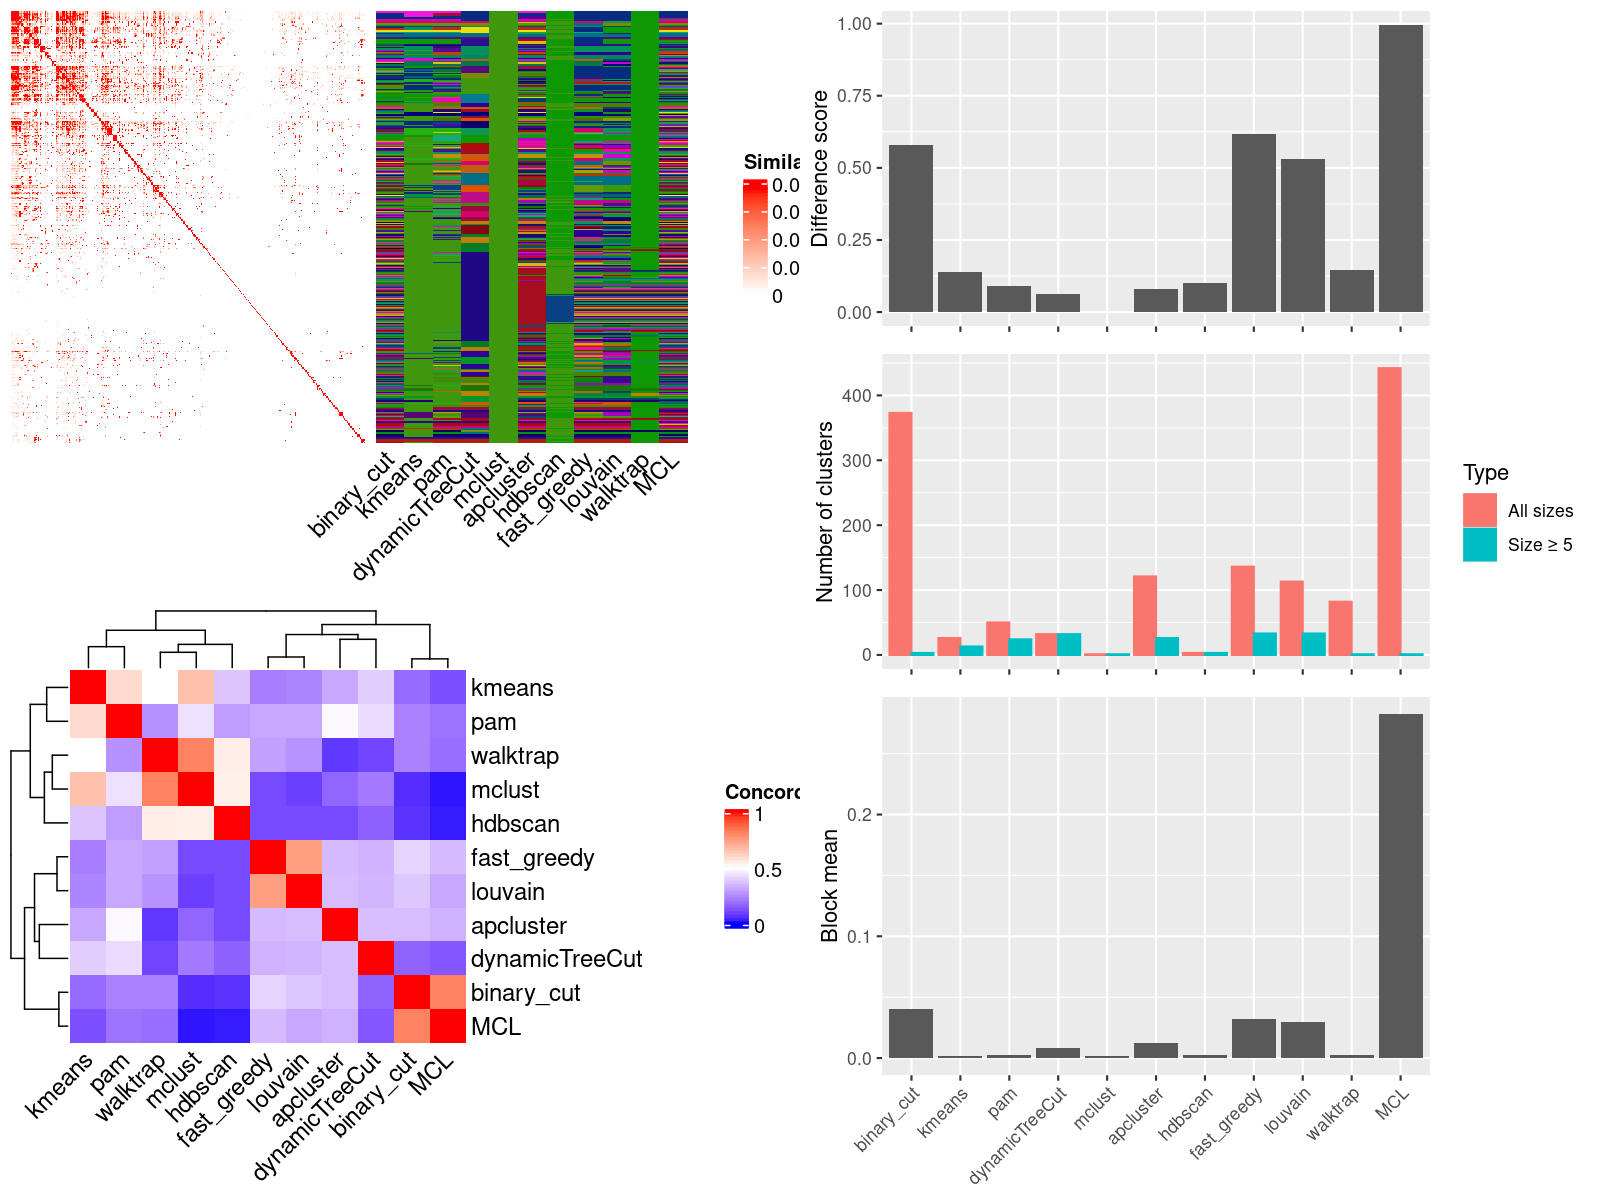 Simila
0.0
0.0
0.0
0.0
0
binary_cut
kmeans
pam
dynamicTreeCut
mclust
apcluster
hdbscan
fast_greedy
louvain
walktrap
MCL
Difference score
1.00
0.75
0.50
0.25
0.00
Number of clusters
400
300
200
100
0
Type
All sizes
Size ≥ 5
Block mean
0.2
0.1
0.0
binary_cut
kmeans
pam
dynamicTreeCut
mclust
apcluster
hdbscan
fast_greedy
louvain
walktrap
MCL
kmeans
pam
walktrap
mclust
hdbscan
fast_greedy
louvain
apcluster
dynamicTreeCut
binary_cut
MCL
kmeans
pam
walktrap
mclust
hdbscan
fast_greedy
louvain
apcluster
dynamicTreeCut
binary_cut
MCL
Concord
1
0.5
0